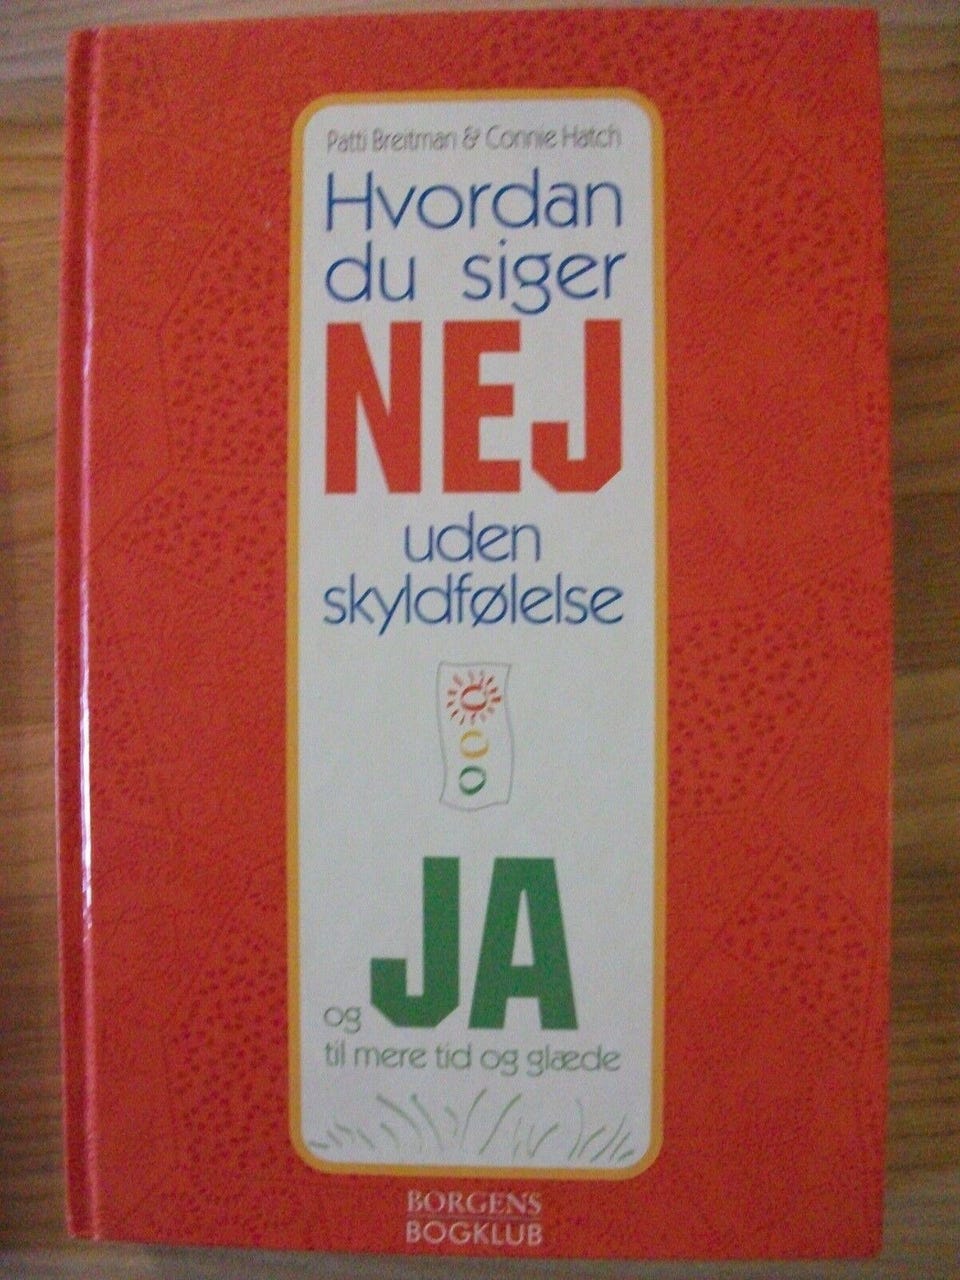 Patti Breitman & Connie Hatch
Hvordan
du siger
NEJ
uden
skyldfølelse
og JA
til mere tid og glæde
BORGENS
BOGKLUB